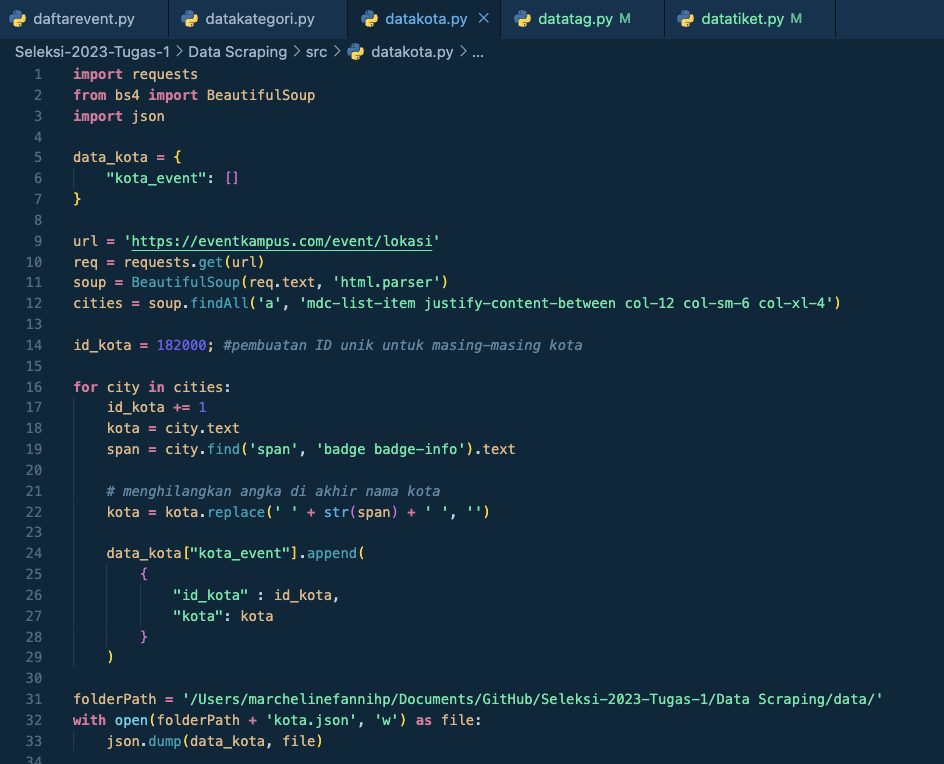 daftarevent.py datakategori.py datakota.py × datatag.py M datatiket.py M
Seleksi-2023-Tugas-1 > Data Scraping > src > datakota.py > ...
1 import requests
2 from bs4 import BeautifulSoup
3 import json
4
5 data_kota = {
6     "kota_event": []
7 }
8
9 url = 'https://eventkampus.com/event/lokasi'
10 req = requests.get(url)
11 soup = BeautifulSoup(req.text, 'html.parser')
12 cities = soup.findAll('a', 'mdc-list-item justify-content-between col-12 col-sm-6 col-xl-4')
13
14 id_kota = 182000; #pembuatan ID unik untuk masing-masing kota
15
16 for city in cities:
17     id_kota += 1
18     kota = city.text
19     span = city.find('span', 'badge badge-info').text
20
21     # menghilangkan angka di akhir nama kota
22     kota = kota.replace(' ' + str(span) + ' ', '')
23
24     data_kota["kota_event"].append(
25         {
26             "id_kota" : id_kota,
27             "kota": kota
28         }
29     )
30
31 folderPath = '/Users/marchelinefannihp/Documents/GitHub/Seleksi-2023-Tugas-1/Data Scraping/data/'
32 with open(folderPath + 'kota.json', 'w') as file:
33     json.dump(data_kota, file)
34